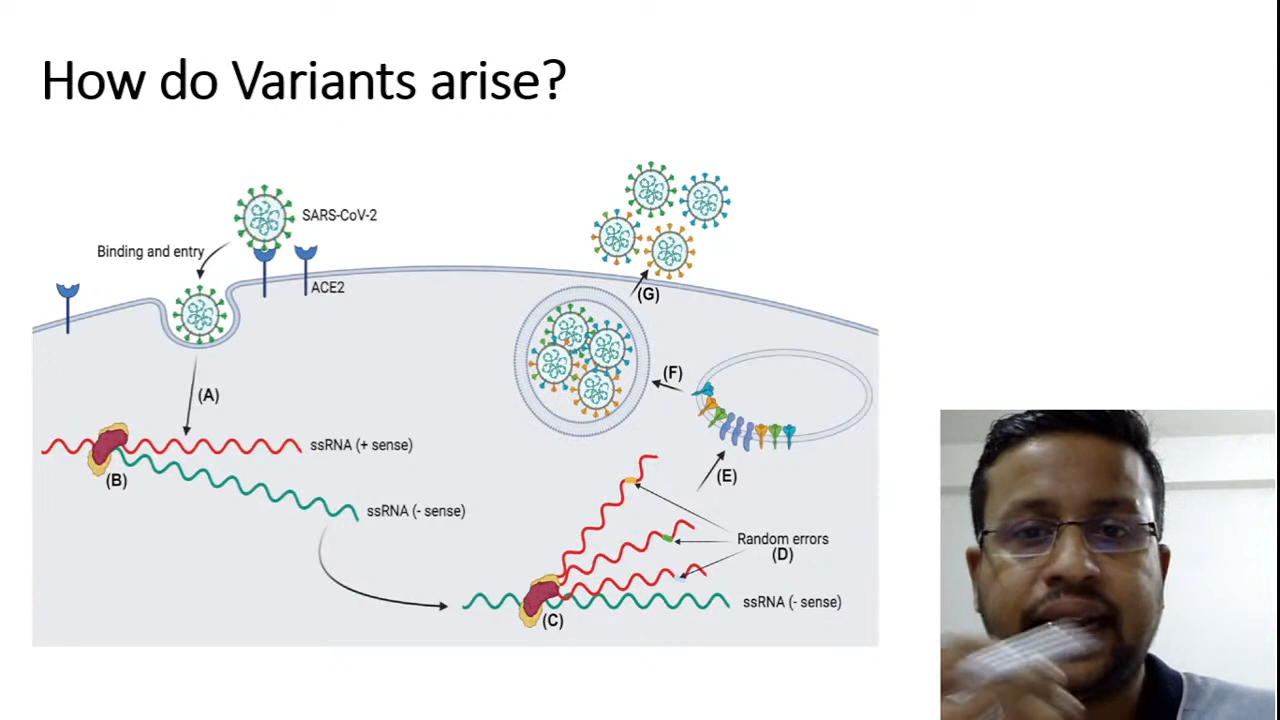 How do Variants arise?
SARS-CoV-2
Binding and entry
ACE2
(G)
(F)
(A)
ssRNA (+ sense)
(B)
(E)
ssRNA (- sense)
Random errors
(D)
ssRNA (- sense)
(C)